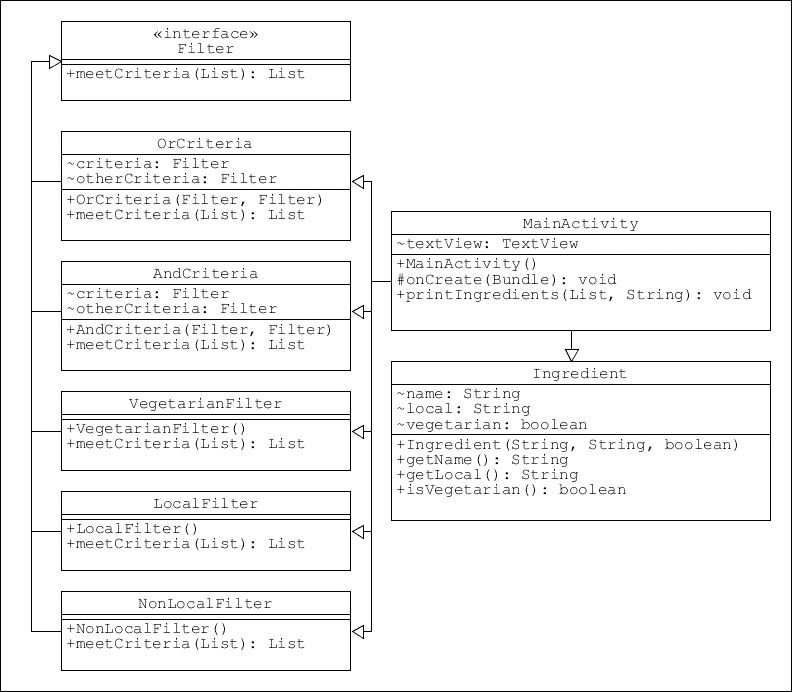 «interface»
Filter
+meetCriteria(List): List
OrCriteria
~criteria: Filter
~otherCriteria: Filter
+OrCriteria(Filter, Filter)
+meetCriteria(List): List
AndCriteria
~criteria: Filter
~otherCriteria: Filter
+AndCriteria(Filter, Filter)
+meetCriteria(List): List
VegetarianFilter
+VegetarianFilter()
+meetCriteria(List): List
LocalFilter
+LocalFilter()
+meetCriteria(List): List
NonLocalFilter
+NonLocalFilter()
+meetCriteria(List): List
MainActivity
~textView: TextView
+MainActivity()
#onCreate(Bundle): void
+printIngredients(List, String): void
Ingredient
~name: String
~local: String
~vegetarian: boolean
+Ingredient(String, String, boolean)
+getName(): String
+getLocal(): String
+isVegetarian(): boolean